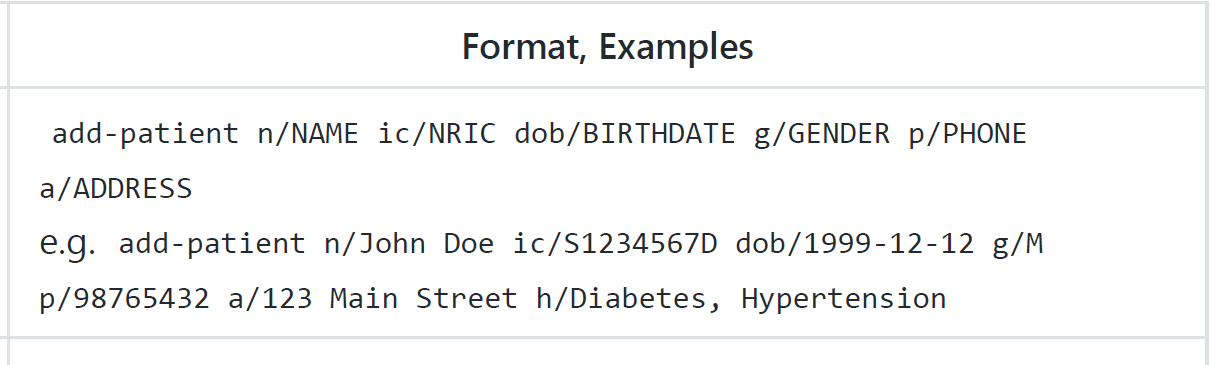 Format, Examples
add-patient n/NAME ic/NRIC dob/BIRTHDATE g/GENDER p/PHONE
a/ADDRESS
e.g. add-patient n/John Doe ic/S1234567D dob/1999-12-12 g/M
p/98765432 a/123 Main Street h/Diabetes, Hypertension